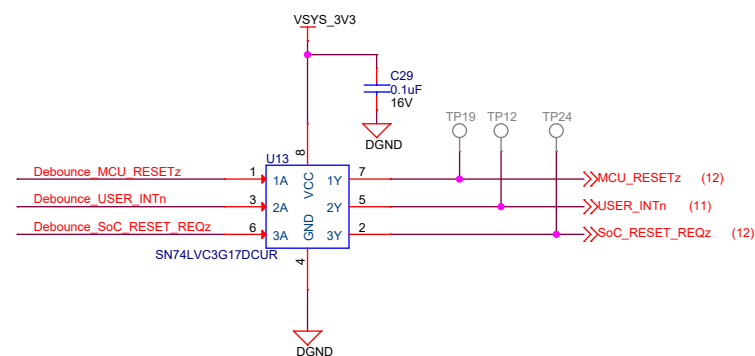 VSYS_3V3
C29
0.1uF
16V
DGND
TP19 TP12 TP24
U13
8
VCC
Debounce_MCU_RESETz 1 1A 1Y 7 MCU_RESETz (12)
Debounce_USER_INTn 3 2A 2Y 5 USER_INTn (11)
Debounce_SoC_RESET_REQz 6 3A 3Y 2 SoC_RESET_REQz (12)
GND
SN74LVC3G17DCUR
4
DGND